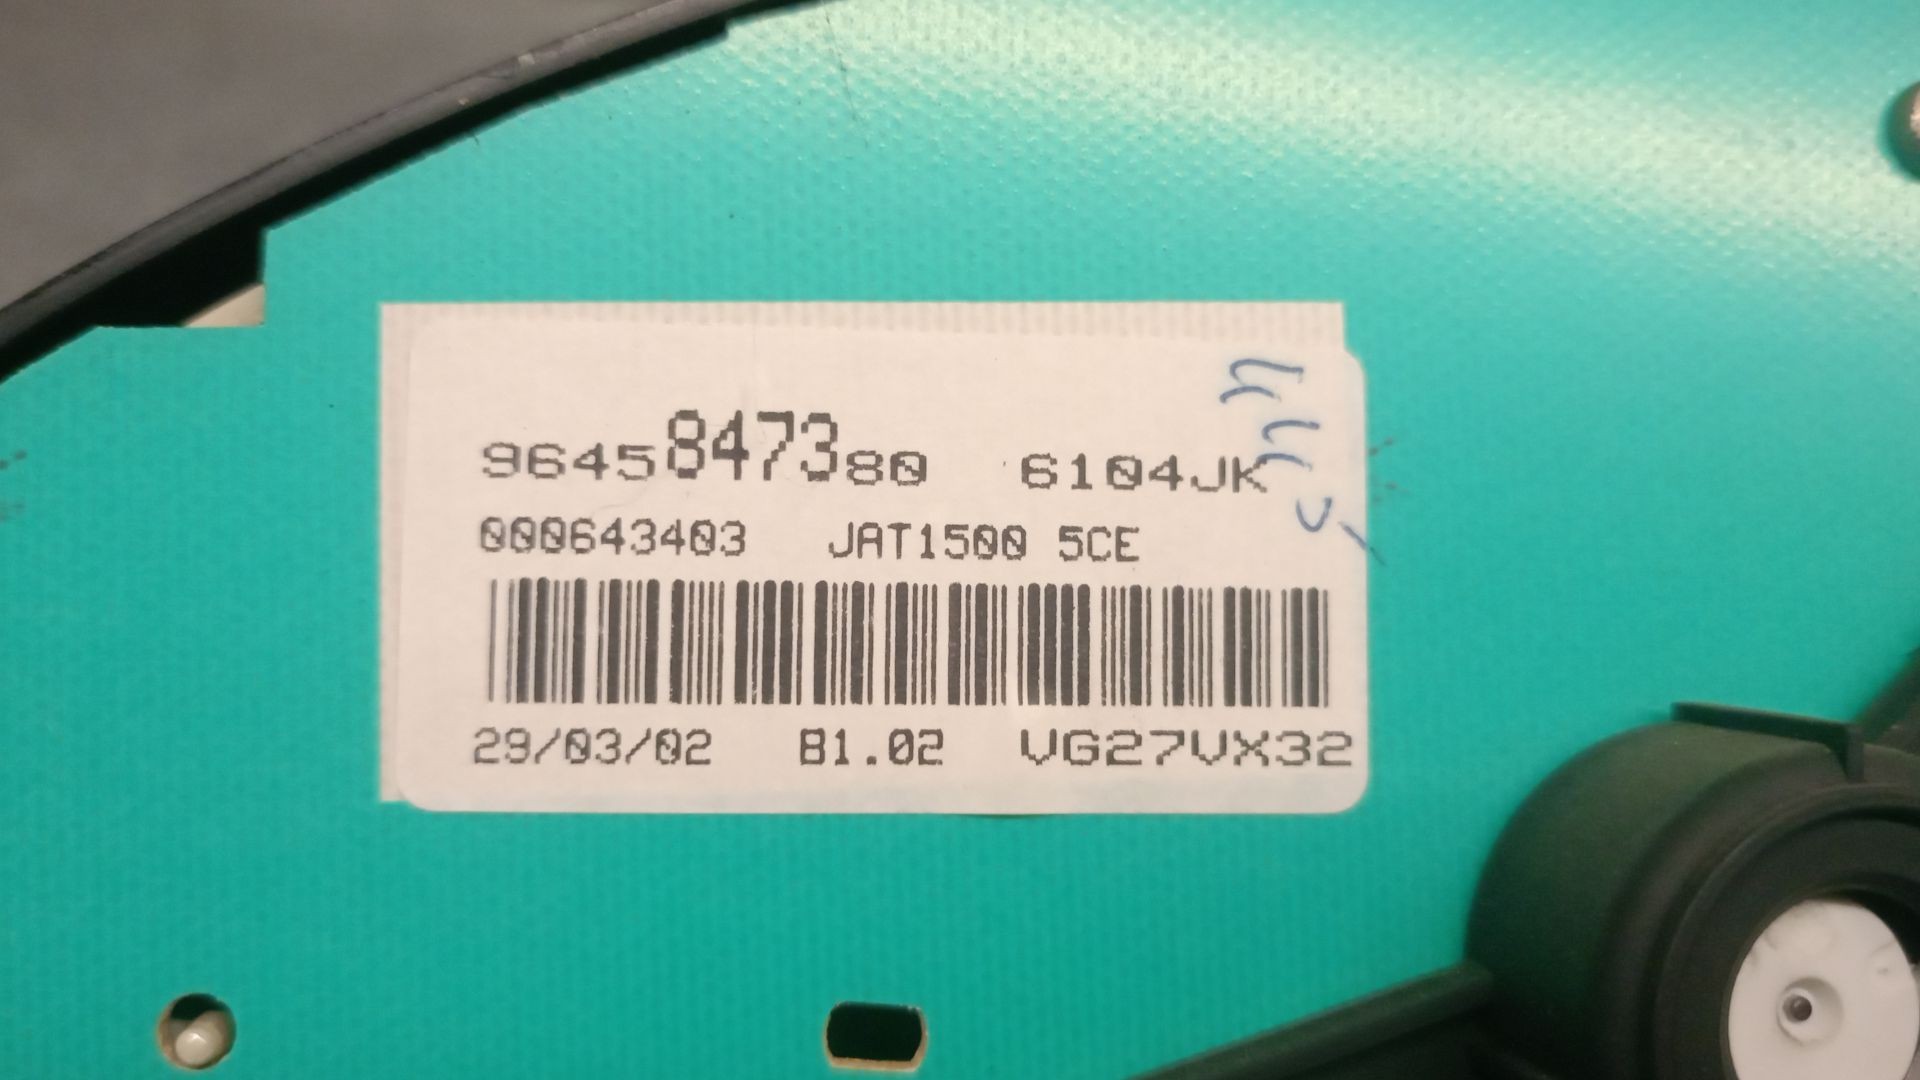 9645847380 6104JK
000643403 JAT1500 5CE
29/03/02 B1.02 VG27VX32